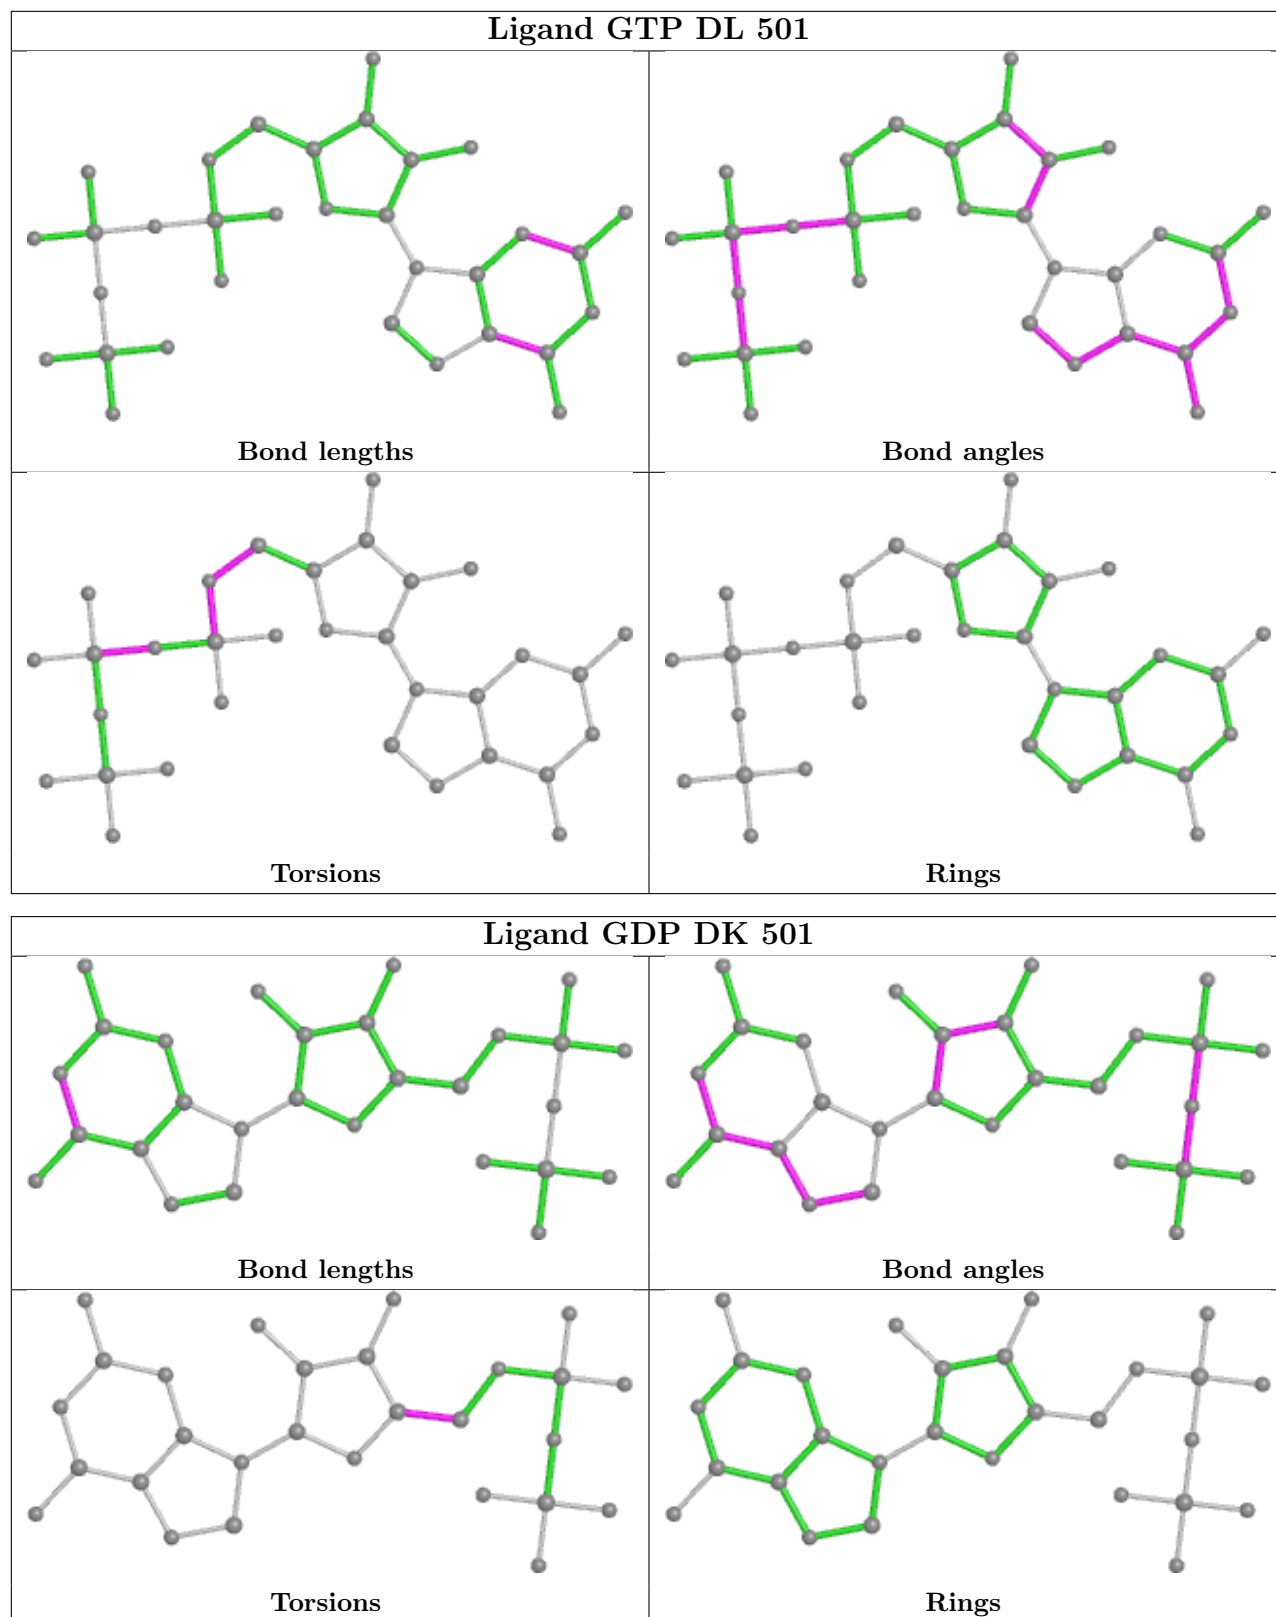 Ligand GTP DL 501
Bond lengths
Bond angles
Torsions
Rings
Ligand GDP DK 501
Bond lengths
Bond angles
Torsions
Rings